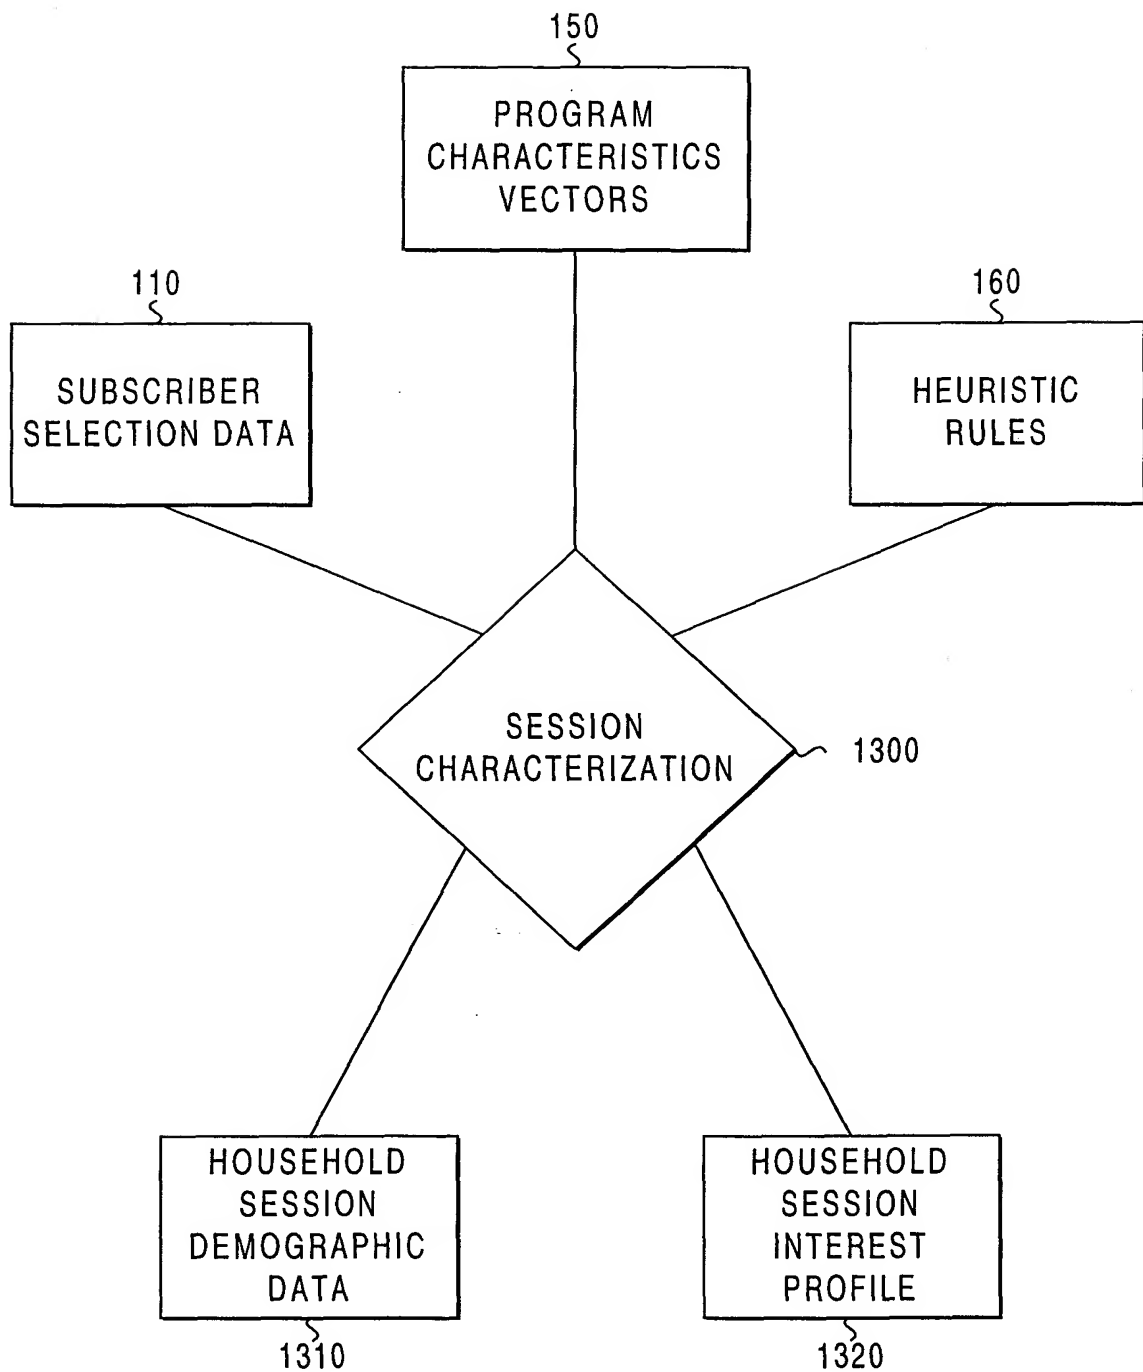 150
PROGRAM
CHARACTERISTICS
VECTORS
110
SUBSCRIBER
SELECTION DATA
160
HEURISTIC
RULES
SESSION
CHARACTERIZATION
1300
HOUSEHOLD
SESSION
DEMOGRAPHIC
DATA
1310
HOUSEHOLD
SESSION
INTEREST
PROFILE
1320